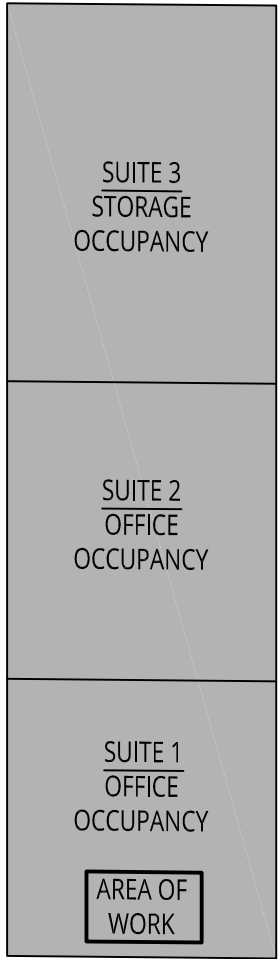 SUITE 3
STORAGE
OCCUPANCY
SUITE 2
OFFICE
OCCUPANCY
SUITE 1
OFFICE
OCCUPANCY
AREA OF
WORK